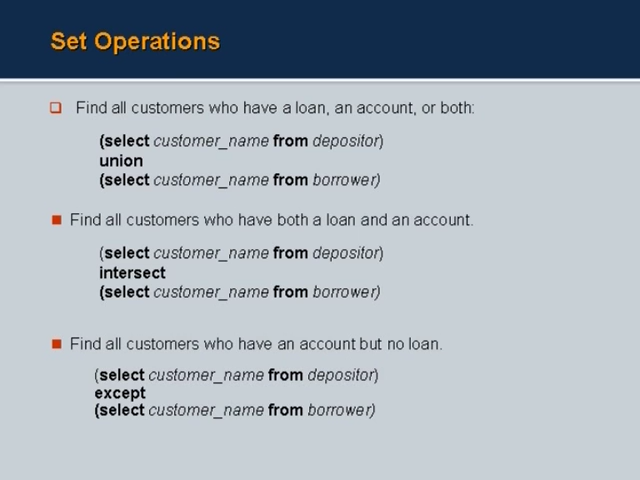 Set Operations
Find all customers who have a loan, an account, or both:
(select customer_name from depositor)
union
(select customer_name from borrower)
Find all customers who have both a loan and an account.
(select customer_name from depositor)
intersect
(select customer_name from borrower)
Find all customers who have an account but no loan.
(select customer_name from depositor)
except
(select customer_name from borrower)